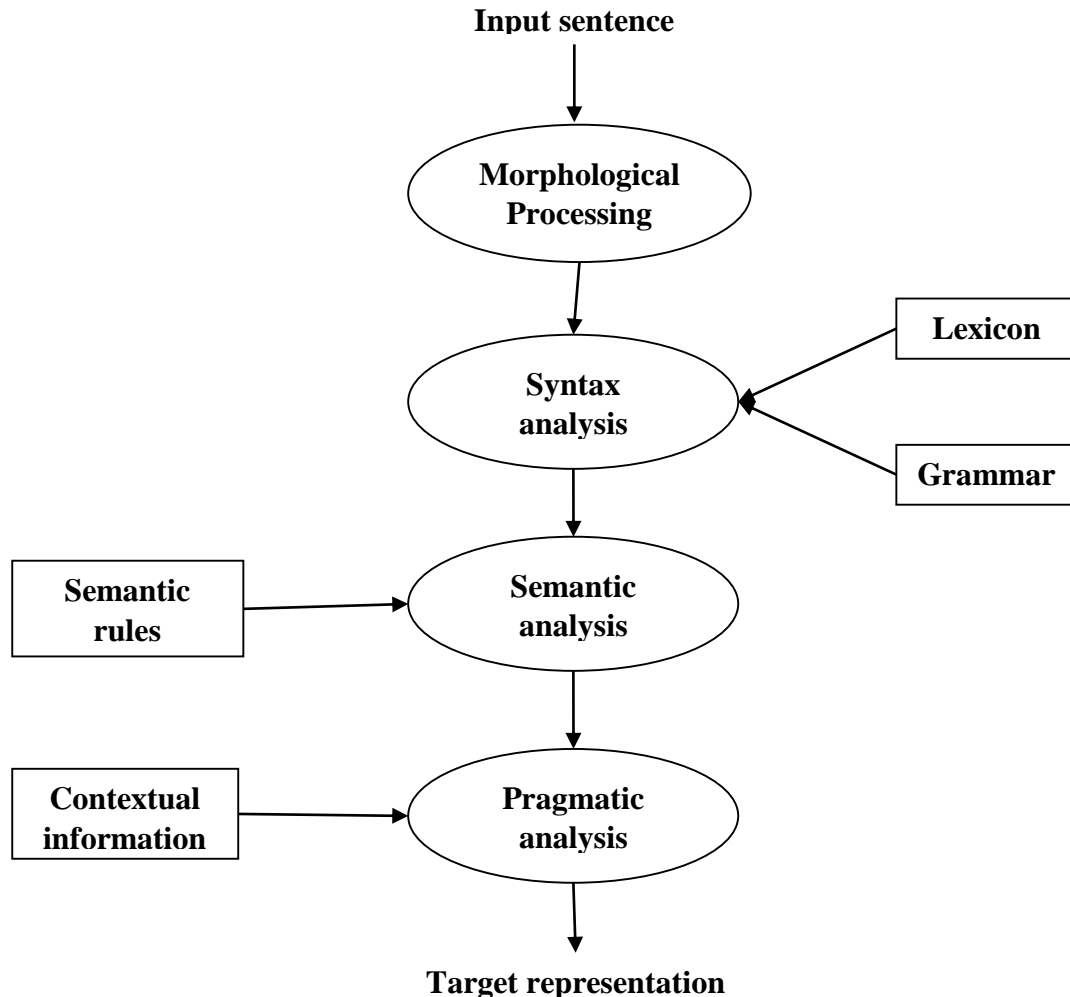 Input sentence
Morphological
Processing
Lexicon
Syntax
analysis
Grammar
Semantic
rules
Semantic
analysis
Contextual
information
Pragmatic
analysis
Target representation